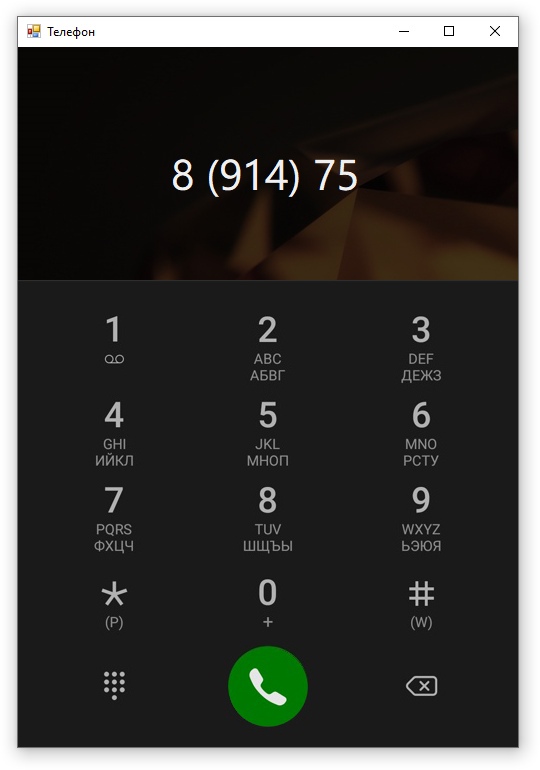 Телефон
8 (914) 75
1 2 3
ABC DEF
АБВГ ДЕЖЗ
4 5 6
GHI JKL MNO
ИЙКЛ МНОП РСТУ
7 8 9
PQRS TUV WXYZ
ФХЦЧ ШЩЪЫ ЬЭЮЯ
* 0 #
(P) + (W)